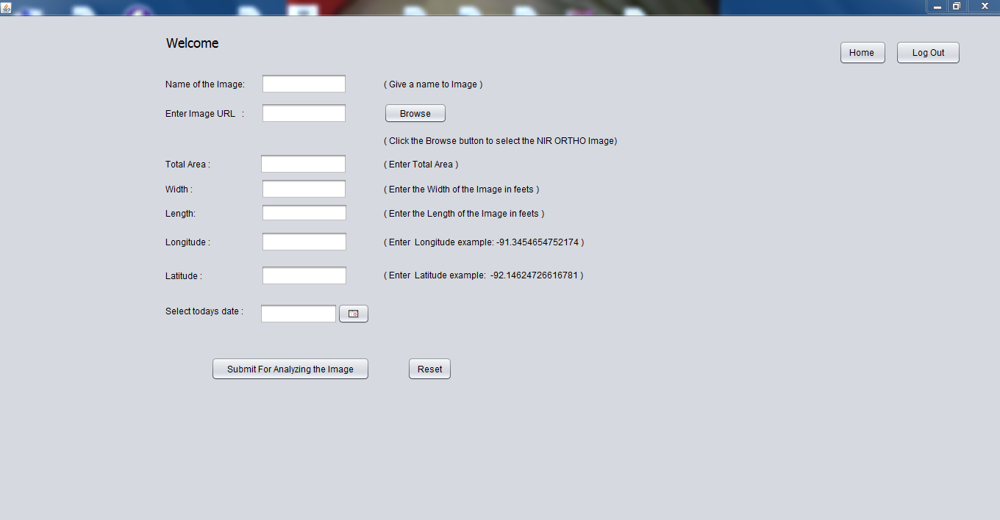 Welcome
Home
Log Out
Name of the Image:
( Give a name to Image )
Enter Image URL :
Browse
( Click the Browse button to select the NIR ORTHO Image)
Total Area :
( Enter Total Area )
Width :
( Enter the Width of the Image in feets )
Length:
( Enter the Length of the Image in feets )
Longitude :
( Enter Longitude example: -91.3454654752174 )
Latitude :
( Enter Latitude example: -92.14624726616781 )
Select todays date :
Submit For Analyzing the Image
Reset